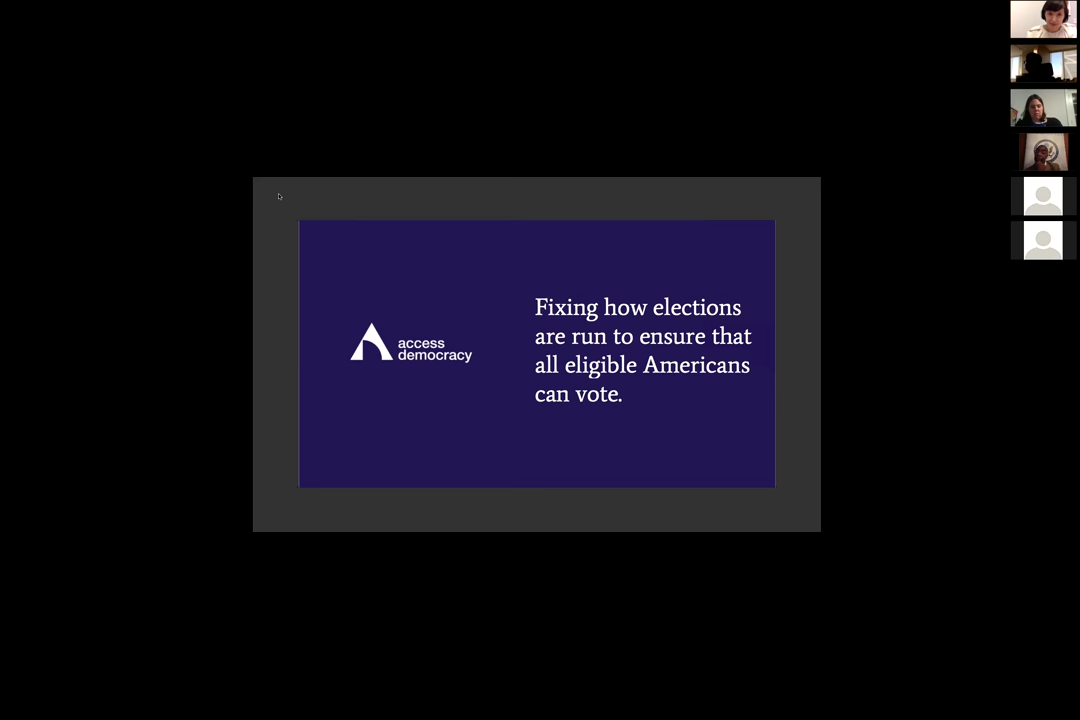 access
democracy
Fixing how elections
are run to ensure that
all eligible Americans
can vote.